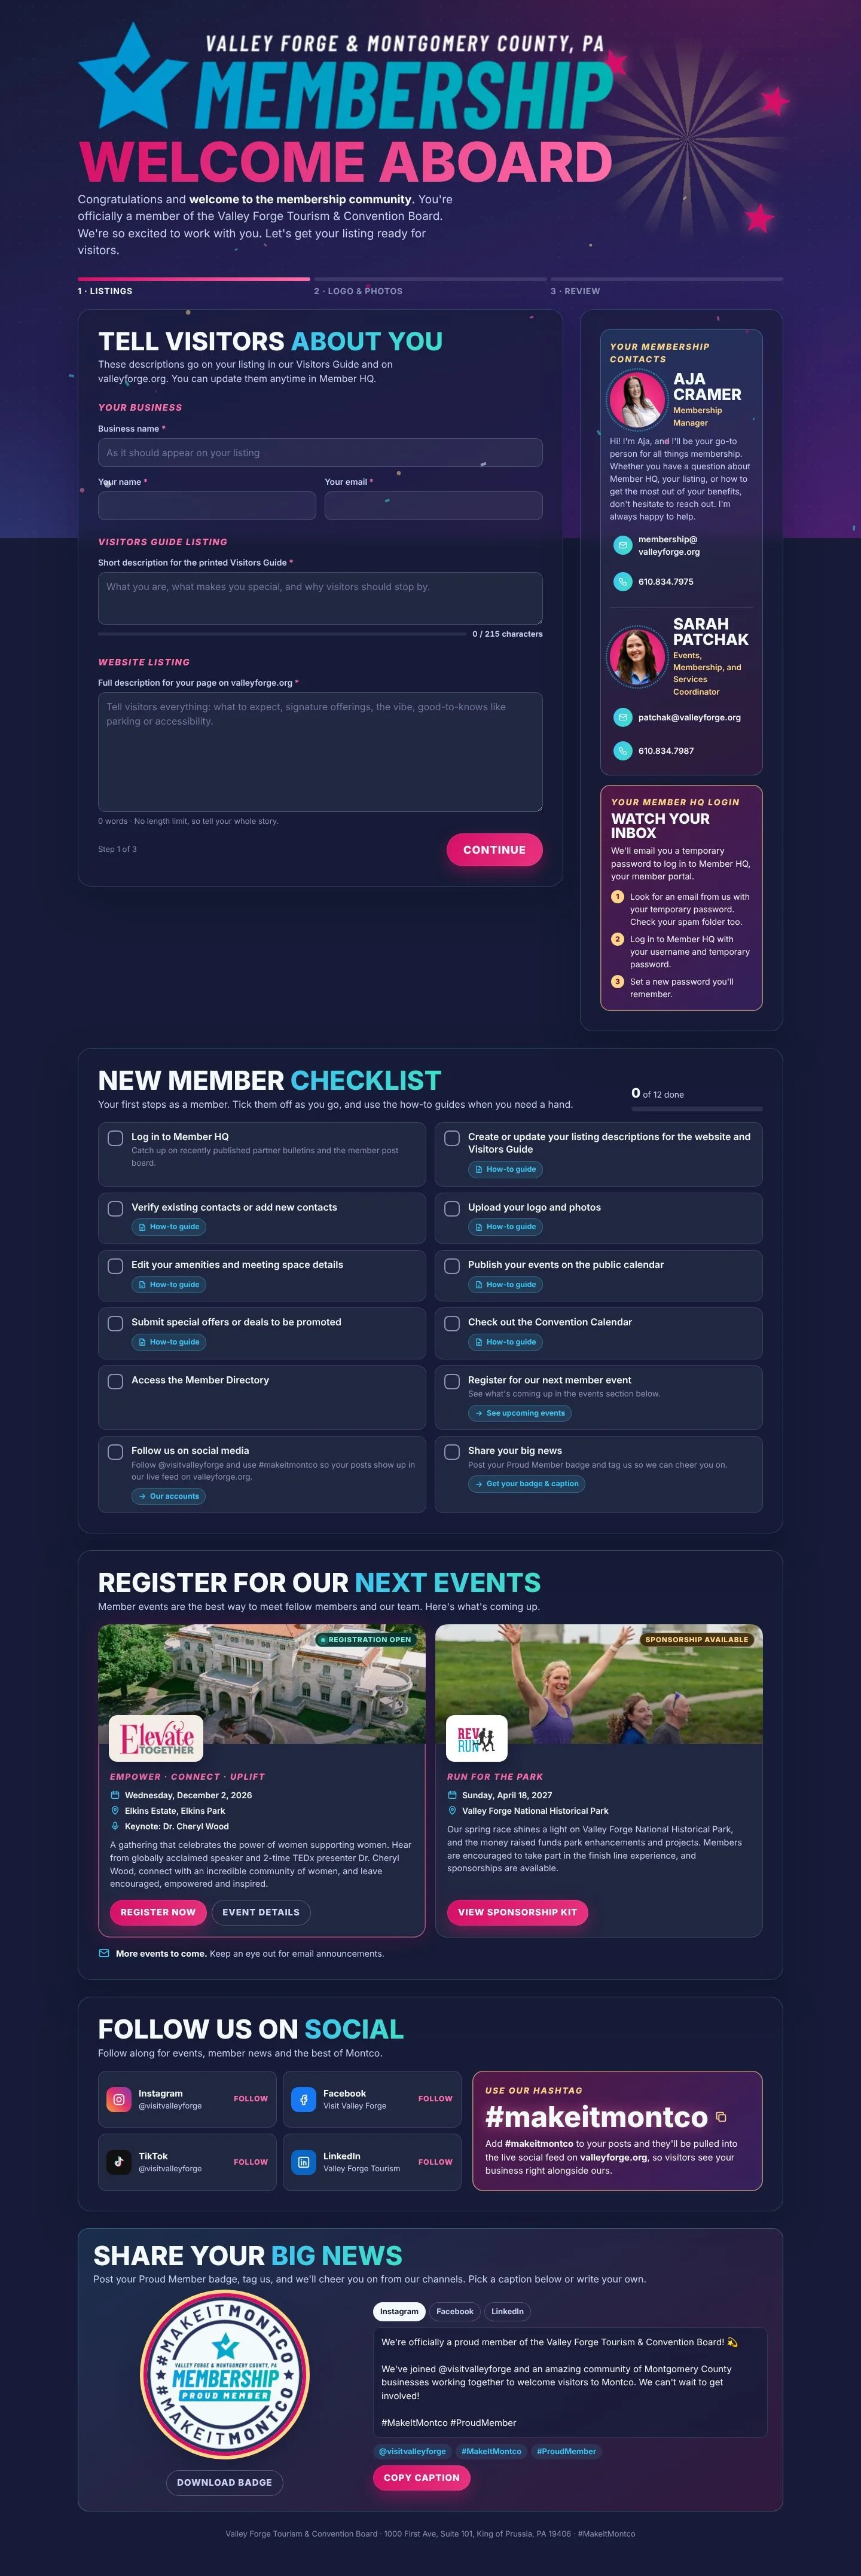 VALLEY FORGE & MONTGOMERY COUNTY, PA
MEMBERSHIP
WELCOME ABOARD
Congratulations and welcome to the membership community. You're
officially a member of the Valley Forge Tourism & Convention Board.
We're so excited to work with you. Let's get your listing ready for
visitors.
1 · LISTINGS
2 · LOGO & PHOTOS
3 · REVIEW
TELL VISITORS ABOUT YOU
These descriptions go on your listing in our Visitors Guide and on
valleyforge.org. You can update them anytime in Member HQ.
YOUR BUSINESS
Business name *
As it should appear on your listing
Your name *
Your email *
VISITORS GUIDE LISTING
Short description for the printed Visitors Guide *
What you are, what makes you special, and why visitors should stop by.
0 / 215 characters
WEBSITE LISTING
Full description for your page on valleyforge.org *
Tell visitors everything: what to expect, signature offerings, the vibe, good-to-knows like
parking or accessibility.
0 words · No length limit, so tell your whole story.
Step 1 of 3
CONTINUE
YOUR MEMBERSHIP
CONTACTS
AJA
CRAMER
Membership
Manager
Hi! I'm Aja, and I'll be your go-to
person for all things membership.
Whether you have a question about
Member HQ, your listing, or how to
get the most out of your benefits,
don't hesitate to reach out. I'm
always happy to help.
membership@
valleyforge.org
610.834.7975
SARAH
PATCHAK
Events,
Membership, and
Services
Coordinator
patchak@valleyforge.org
610.834.7987
YOUR MEMBER HQ LOGIN
WATCH YOUR
INBOX
We'll email you a temporary
password to log in to Member HQ,
your member portal.
1 Look for an email from us with
your temporary password.
Check your spam folder too.
2 Log in to Member HQ with
your username and temporary
password.
3 Set a new password you'll
remember.
NEW MEMBER CHECKLIST
Your first steps as a member. Tick them off as you go, and use the how-to guides when you need a hand.
0 of 12 done
Log in to Member HQ
Catch up on recently published partner bulletins and the member post
board.
Create or update your listing descriptions for the website and
Visitors Guide
How-to guide
Verify existing contacts or add new contacts
How-to guide
Upload your logo and photos
How-to guide
Edit your amenities and meeting space details
How-to guide
Publish your events on the public calendar
How-to guide
Submit special offers or deals to be promoted
How-to guide
Check out the Convention Calendar
How-to guide
Access the Member Directory
Register for our next member event
See what's coming up in the events section below.
→ See upcoming events
Follow us on social media
Follow @visitvalleyforge and use #makeitmontco so your posts show up in
our live feed on valleyforge.org.
→ Our accounts
Share your big news
Post your Proud Member badge and tag us so we can cheer you on.
→ Get your badge & caption
REGISTER FOR OUR NEXT EVENTS
Member events are the best way to meet fellow members and our team. Here's what's coming up.
REGISTRATION OPEN
Elevate
TOGETHER
EMPOWER · CONNECT · UPLIFT
Wednesday, December 2, 2026
Elkins Estate, Elkins Park
Keynote: Dr. Cheryl Wood
A gathering that celebrates the power of women supporting women. Hear
from globally acclaimed speaker and 2-time TEDx presenter Dr. Cheryl
Wood, connect with an incredible community of women, and leave
encouraged, empowered and inspired.
REGISTER NOW
EVENT DETAILS
SPONSORSHIP AVAILABLE
REV
RUN
RUN FOR THE PARK
Sunday, April 18, 2027
Valley Forge National Historical Park
Our spring race shines a light on Valley Forge National Historical Park,
and the money raised funds park enhancements and projects. Members
are encouraged to take part in the finish line experience, and
sponsorships are available.
VIEW SPONSORSHIP KIT
More events to come. Keep an eye out for email announcements.
FOLLOW US ON SOCIAL
Follow along for events, member news and the best of Montco.
Instagram
@visitvalleyforge
FOLLOW
Facebook
Visit Valley Forge
FOLLOW
TikTok
@visitvalleyforge
FOLLOW
LinkedIn
Valley Forge Tourism
FOLLOW
USE OUR HASHTAG
#makeitmontco
Add #makeitmontco to your posts and they'll be pulled into
the live social feed on valleyforge.org, so visitors see your
business right alongside ours.
SHARE YOUR BIG NEWS
Post your Proud Member badge, tag us, and we'll cheer you on from our channels. Pick a caption below or write your own.
#MAKEITMONTCO
VALLEY FORGE & MONTGOMERY COUNTY, PA
MEMBERSHIP
PROUD MEMBER
#MAKEITMONTCO
DOWNLOAD BADGE
Instagram
Facebook
LinkedIn
We're officially a proud member of the Valley Forge Tourism & Convention Board! 💫
We've joined @visitvalleyforge and an amazing community of Montgomery County
businesses working together to welcome visitors to Montco. We can't wait to get
involved!
#MakeItMontco #ProudMember
@visitvalleyforge
#MakeItMontco
#ProudMember
COPY CAPTION
Valley Forge Tourism & Convention Board · 1000 First Ave, Suite 101, King of Prussia, PA 19406 · #MakeItMontco